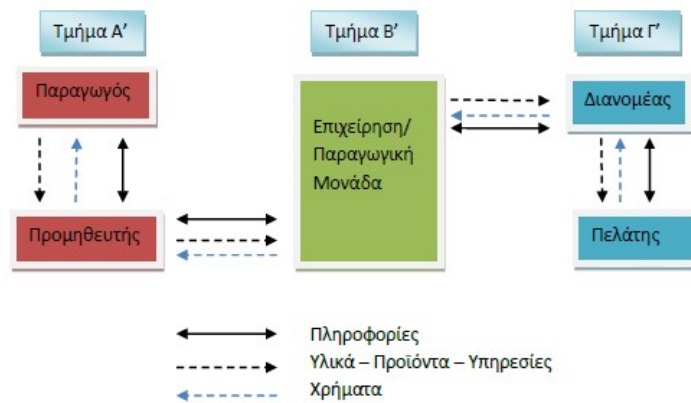 Τμήμα Α’
Τμήμα Β’
Τμήμα Γ’
Παραγωγός
Προμηθευτής
Επιχείρηση/
Παραγωγική
Μονάδα
Διανομέας
Πελάτης
Πληροφορίες
Υλικά – Προϊόντα – Υπηρεσίες
Χρήματα